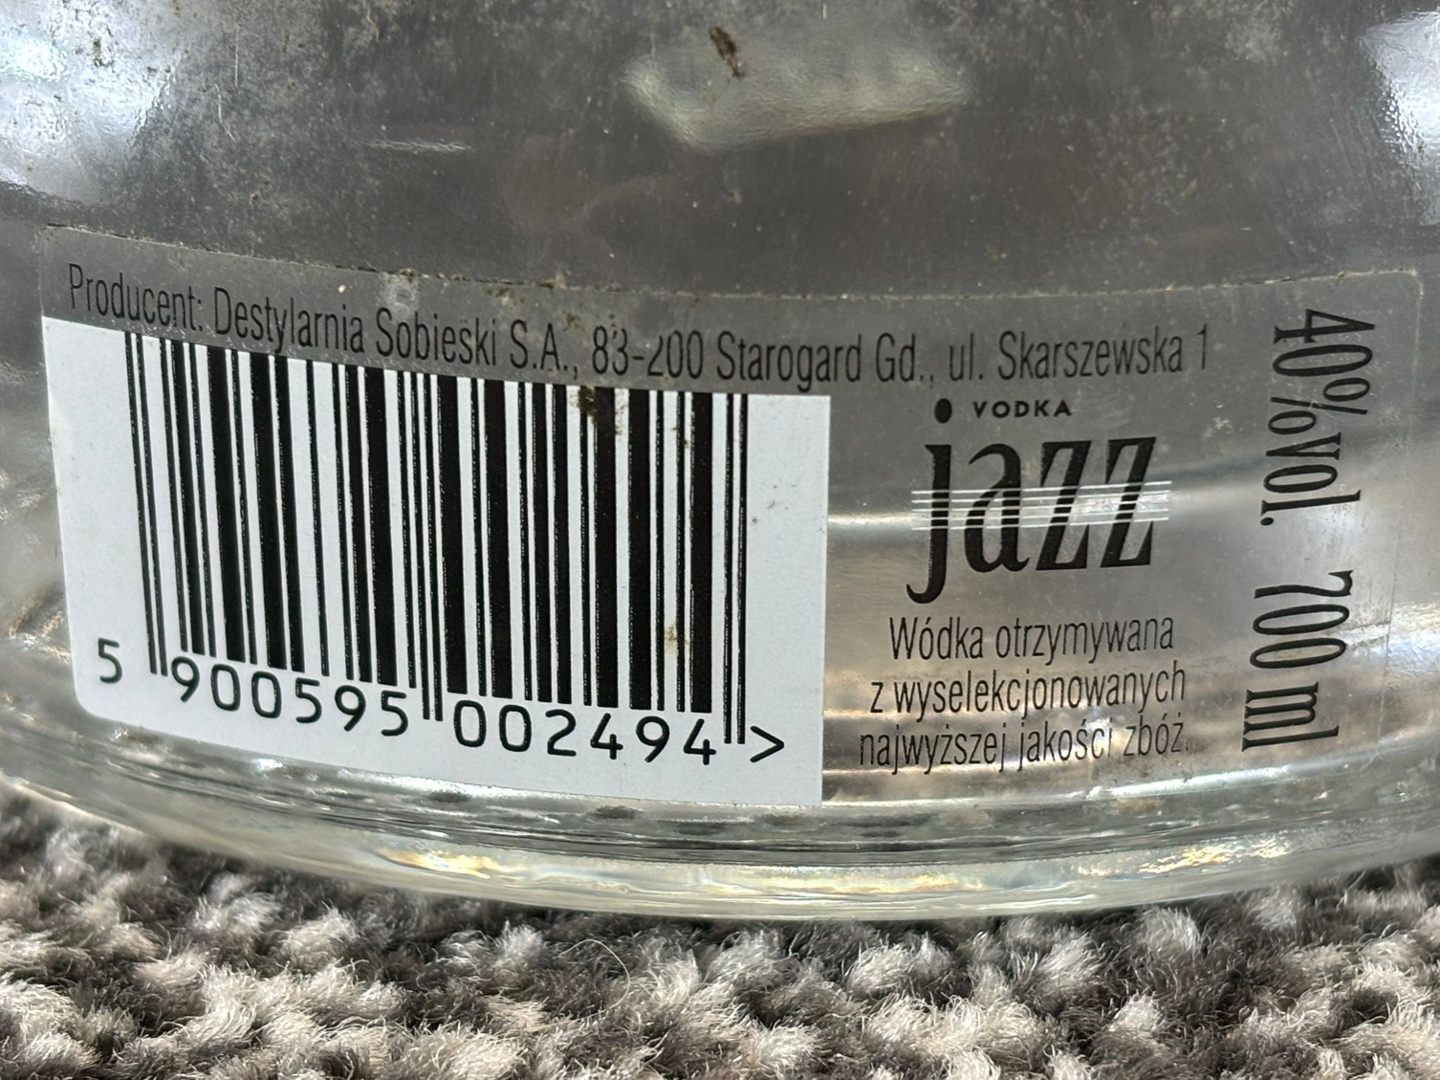 Producent: Destylarnia Sobieski S.A., 83-200 Starogard Gd., ul. Skarszewska 1
VODKA
jazz
Wódka otrzymywana
z wyselekcjonowanych
najwyższej jakości zbóż.
40%vol. 700 ml
5 900595 002494 >